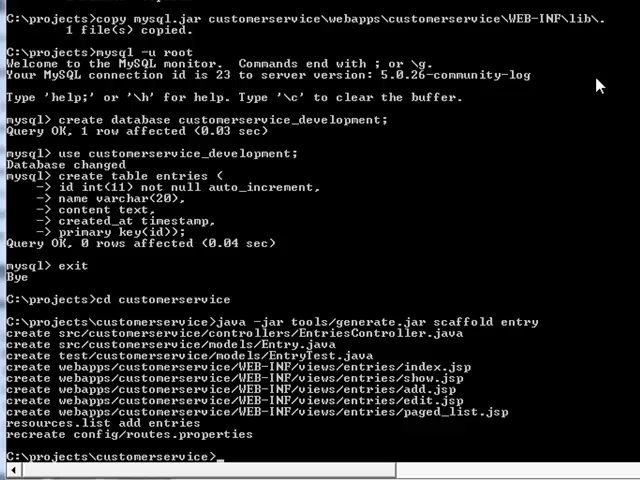 C:\projects>copy mysql.jar customerservice\webapps\customerservice\WEB-INF\lib\.
1 file(s) copied.
C:\projects>mysql -u root
Welcome to the MySQL monitor.  Commands end with ; or \g.
Your MySQL connection id is 23 to server version: 5.0.26-community-log
Type 'help;' or '\h' for help. Type '\c' to clear the buffer.
mysql> create database customerservice_development;
Query OK, 1 row affected (0.03 sec)
mysql> use customerservice_development;
Database changed
mysql> create table entries (
-> id int(11) not null auto_increment,
-> name varchar(20),
-> content text,
-> created_at timestamp,
-> primary key(id));
Query OK, 0 rows affected (0.04 sec)
mysql> exit
Bye
C:\projects>cd customerservice
C:\projects\customerservice>java -jar tools/generate.jar scaffold entry
create src/customerservice/controllers/EntriesController.java
create src/customerservice/models/Entry.java
create test/customerservice/models/EntryTest.java
create webapps/customerservice/WEB-INF/views/entries/index.jsp
create webapps/customerservice/WEB-INF/views/entries/show.jsp
create webapps/customerservice/WEB-INF/views/entries/add.jsp
create webapps/customerservice/WEB-INF/views/entries/edit.jsp
create webapps/customerservice/WEB-INF/views/entries/paged_list.jsp
resources.list add entries
recreate config/routes.properties
C:\projects\customerservice>_